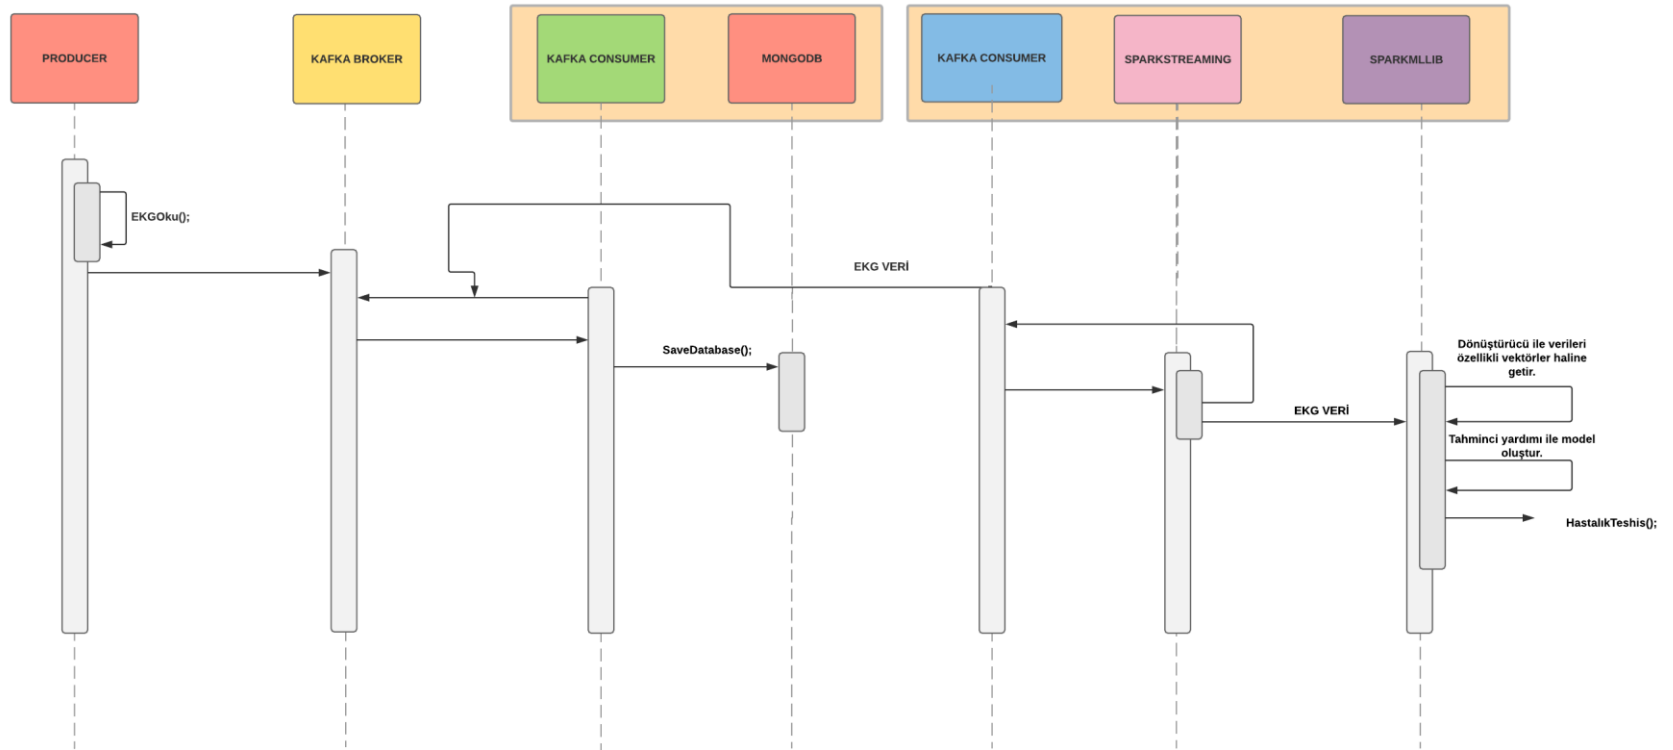 PRODUCER
KAFKA BROKER
KAFKA CONSUMER
MONGODB
KAFKA CONSUMER
SPARKSTREAMING
SPARKMLLIB
EKGOku();
EKG VERİ
SaveDatabase();
Dönüştürücü ile verileri
özellikli vektörler haline
getir.
EKG VERİ
Tahminci yardımı ile model
oluştur.
HastalıkTeshis();